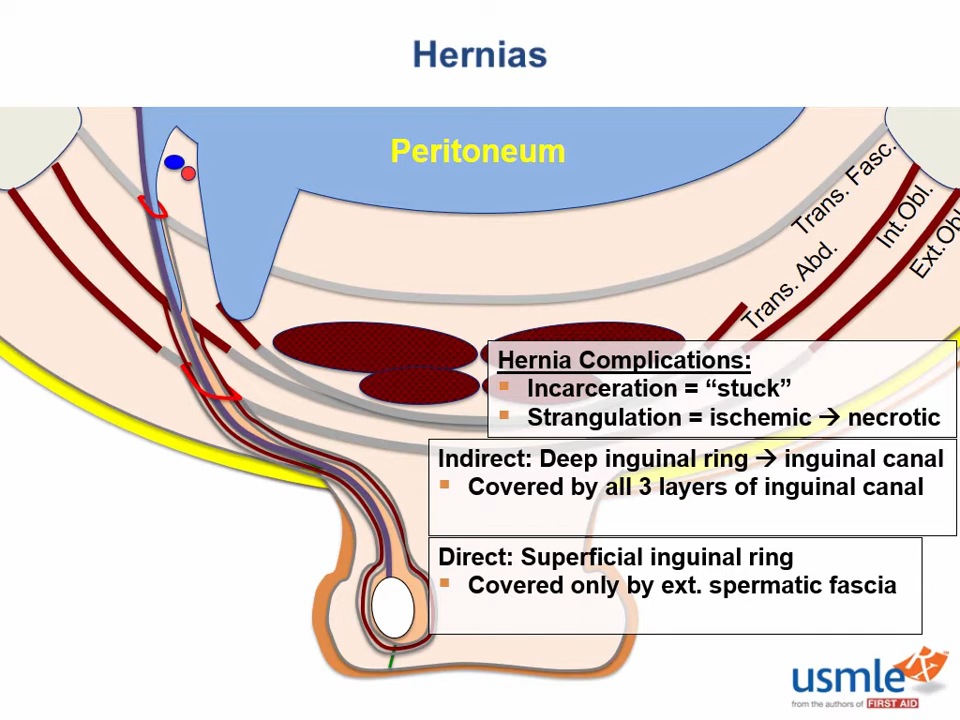 Hernias
Peritoneum
Trans. Fasc.
Int.Obl.
Ext.Obl
Trans. Abd.
Hernia Complications:
▪ Incarceration = “stuck”
▪ Strangulation = ischemic → necrotic
Indirect: Deep inguinal ring → inguinal canal
▪ Covered by all 3 layers of inguinal canal
Direct: Superficial inguinal ring
▪ Covered only by ext. spermatic fascia
usmle Rx
from the authors of FIRST AID